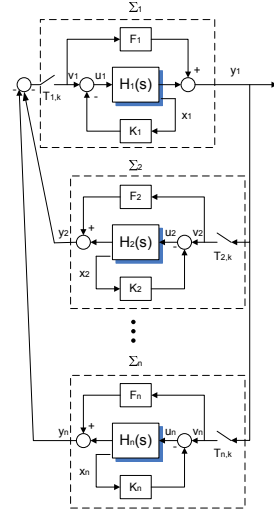 Σ1
F1
v1
u1
H1(s)
+
y1
-
-
-
T1,k
x1
K1
Σ2
F2
y2
+
H2(s)
u2
v2
-
T2,k
x2
K2
Σn
Fn
yn
+
Hn(s)
un
vn
-
Tn,k
xn
Kn